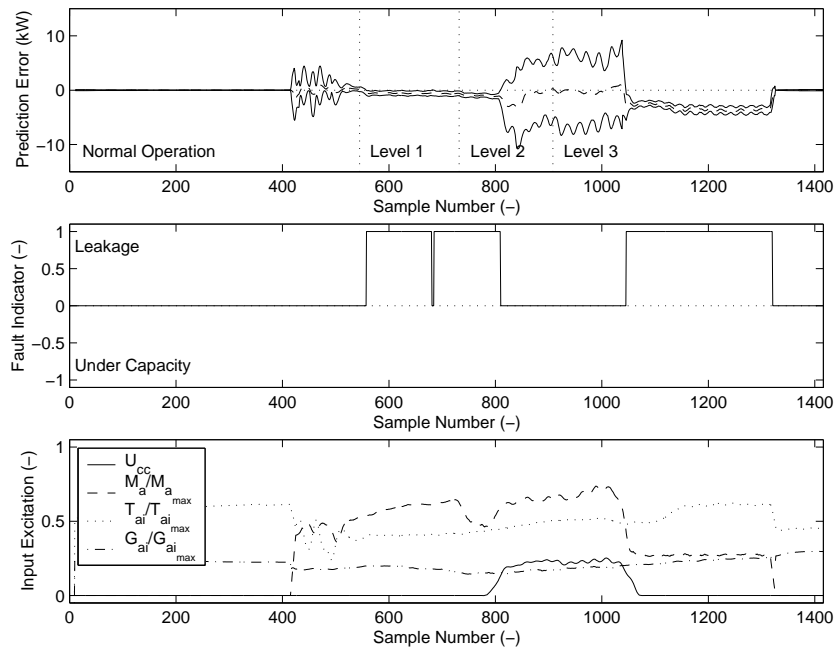 Prediction Error (kW)
10
0
−10
Normal Operation
Level 1
Level 2
Level 3
0 200 400 600 800 1000 1200 1400
Sample Number (−)
Fault Indicator (−)
1
0.5
0
−0.5
−1
Leakage
Under Capacity
0 200 400 600 800 1000 1200 1400
Sample Number (−)
Input Excitation (−)
1
0.5
0
U_cc
M_a/M_a_max
T_ai/T_ai_max
G_ai/G_ai_max
0 200 400 600 800 1000 1200 1400
Sample Number (−)